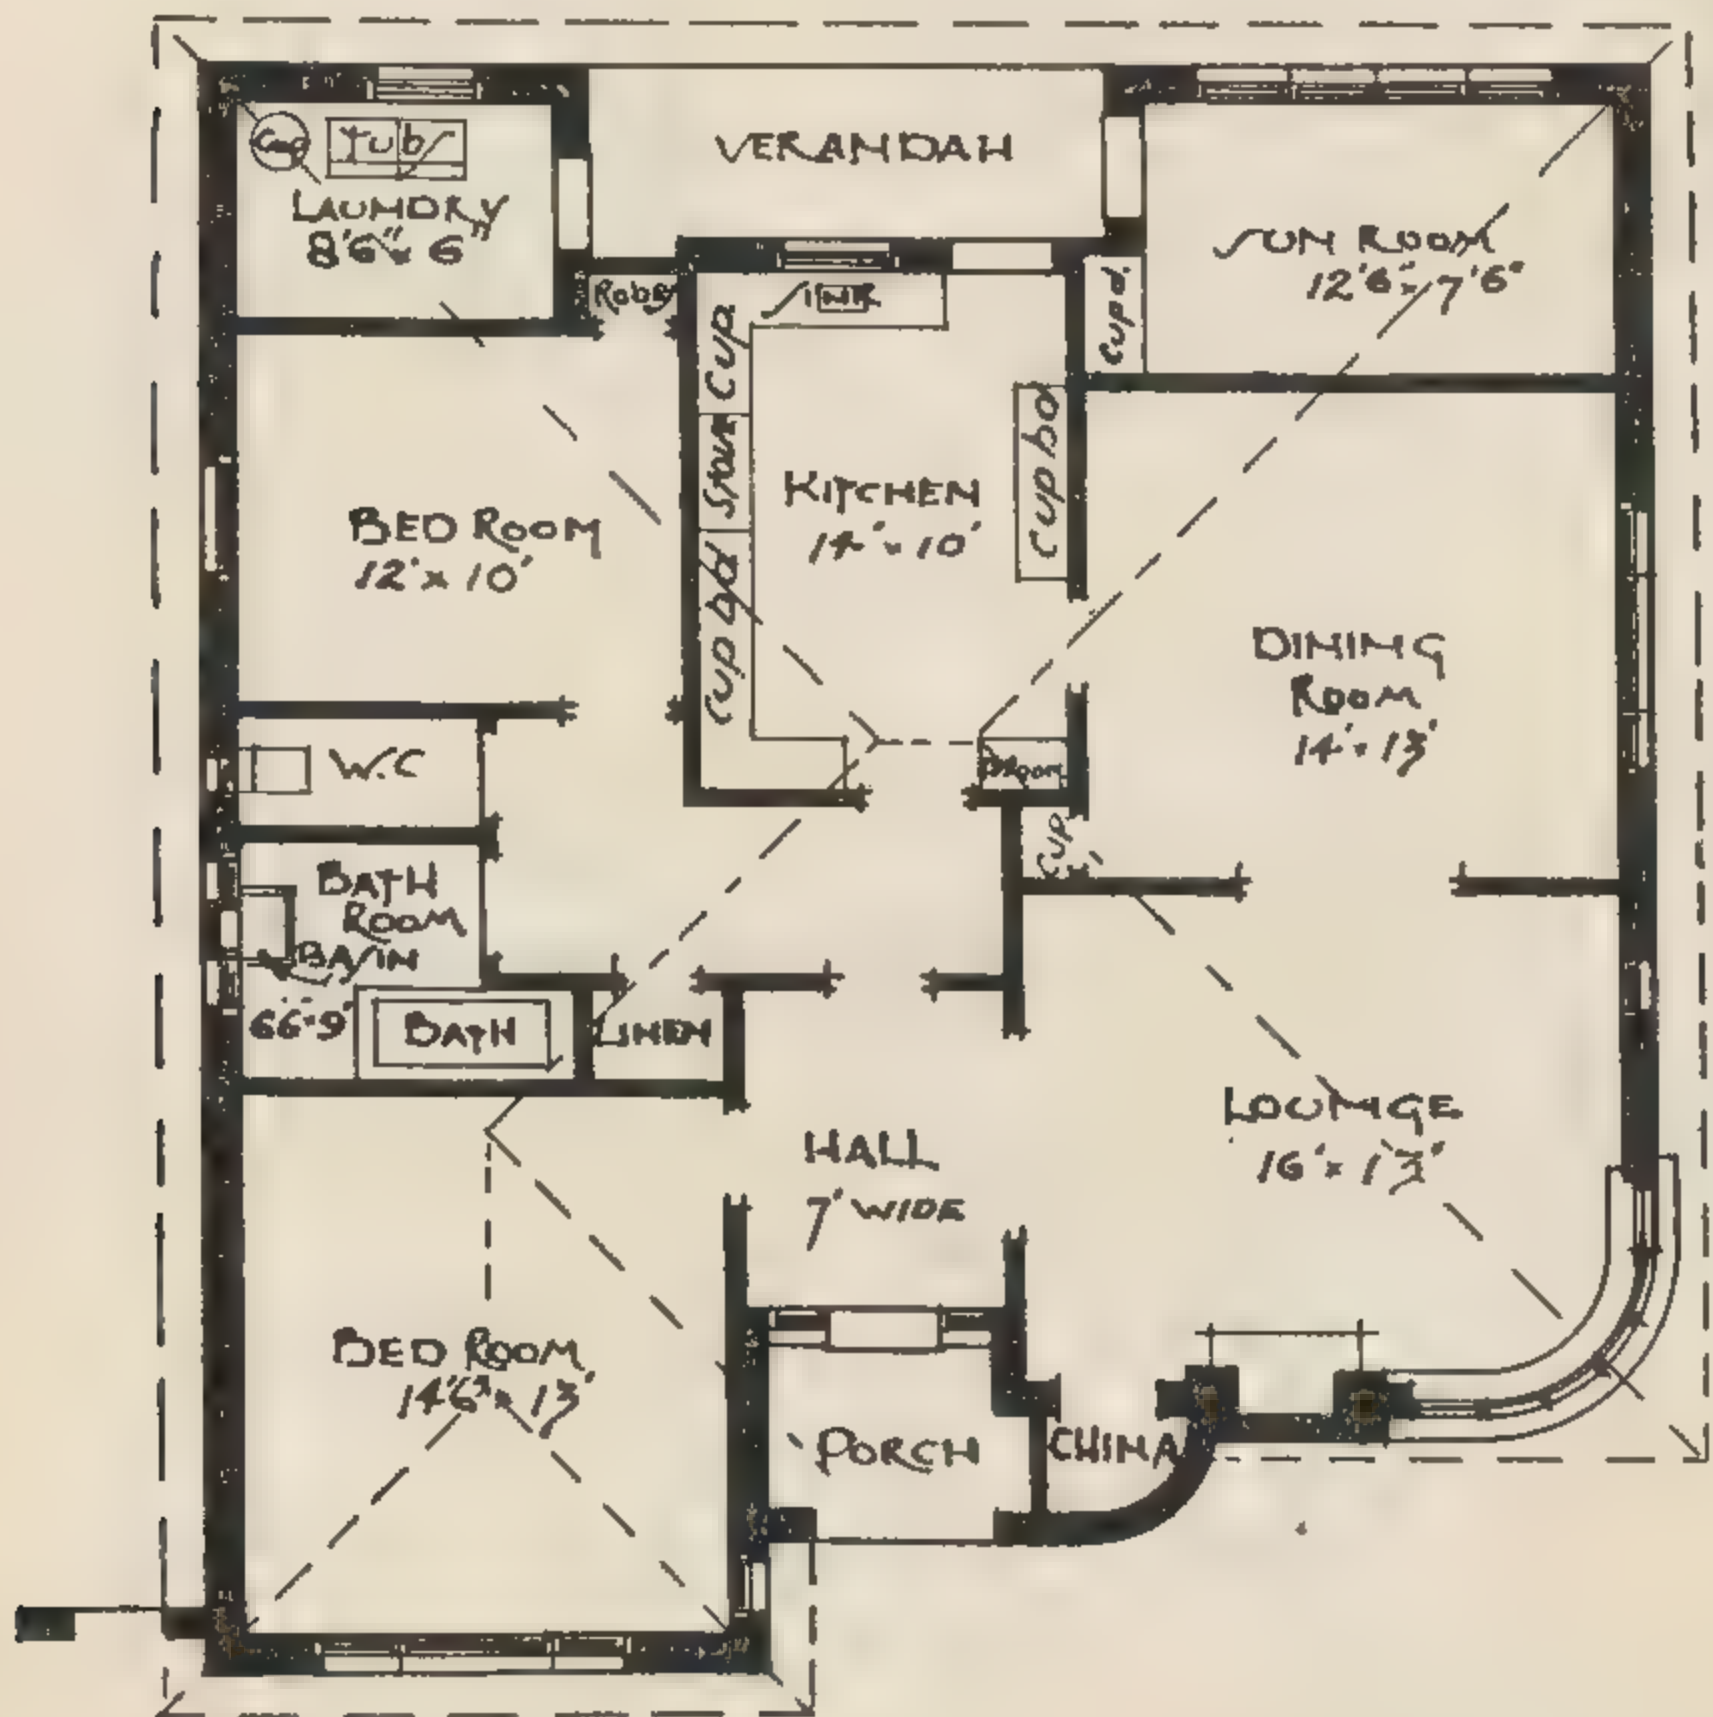 VERANDAH
Cop
Tubs
LAUNDRY
8'6" x 6'
SUN ROOM
12'6" x 7'6"
Robe
SINK
Cup
Cupd.
Stove
Cupbd
Cupbd
KITCHEN
14' x 10'
BED ROOM
12' x 10'
DINING
ROOM
14' x 13'
W.C
Broom
Cup
BATH
ROOM
BASIN
6'6" x 9'
BATH
LINEN
LOUNGE
16' x 13'
HALL
7' WIDE
BED ROOM
14'6" x 13'
PORCH
CHINA